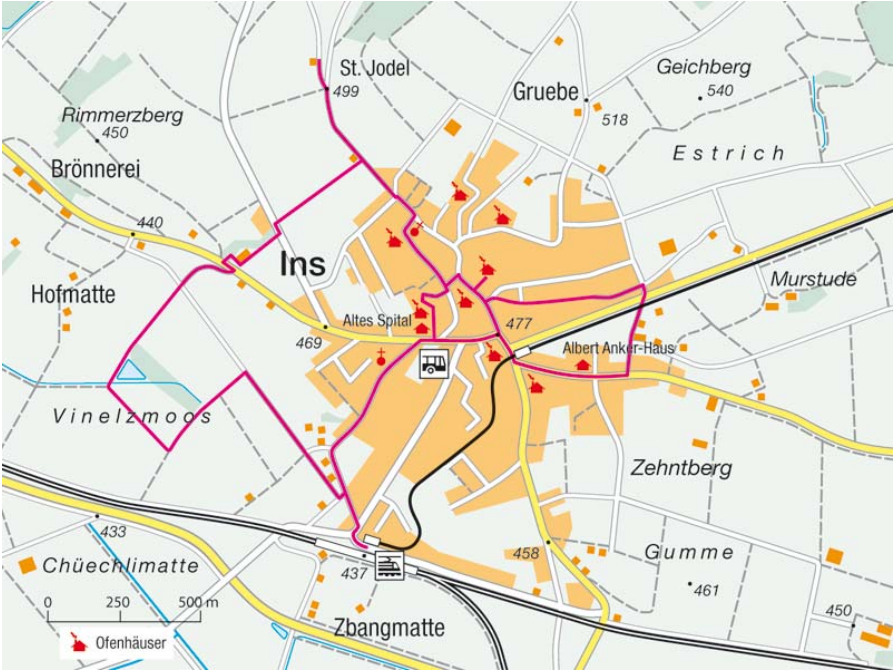 St. Jodel
499
Geichberg
540
Gruebe
518
Rimmerzberg
450
Brönnerei
Estrich
440
Ins
Murstude
Hofmatte
Altes Spital
477
469
Albert Anker-Haus
Vinelzmoos
Zehntberg
433
458
Gumme
Chüechlimatte
437
461
0 250 500 m
450
Zbangmatte
Ofenhäuser